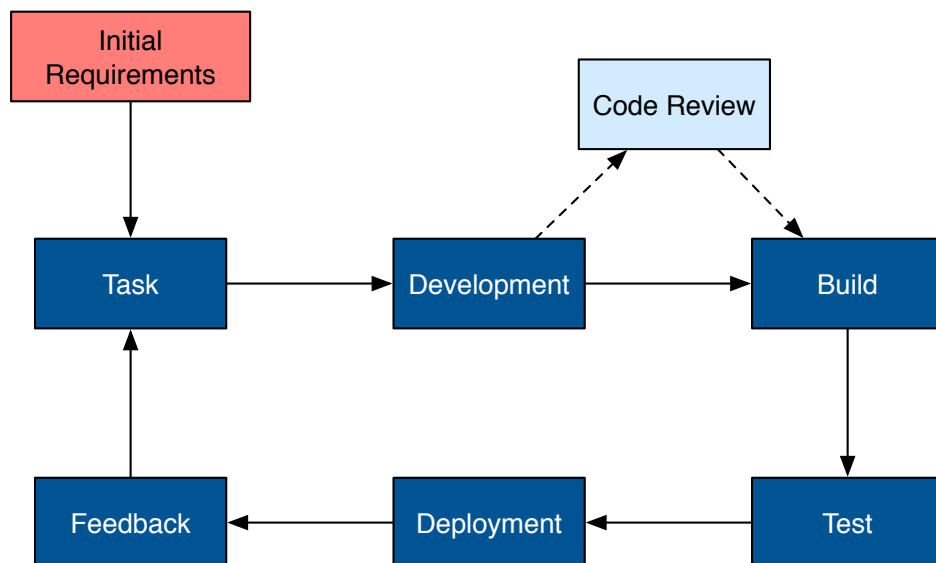 Initial
Requirements
Code Review
Task
Development
Build
Feedback
Deployment
Test